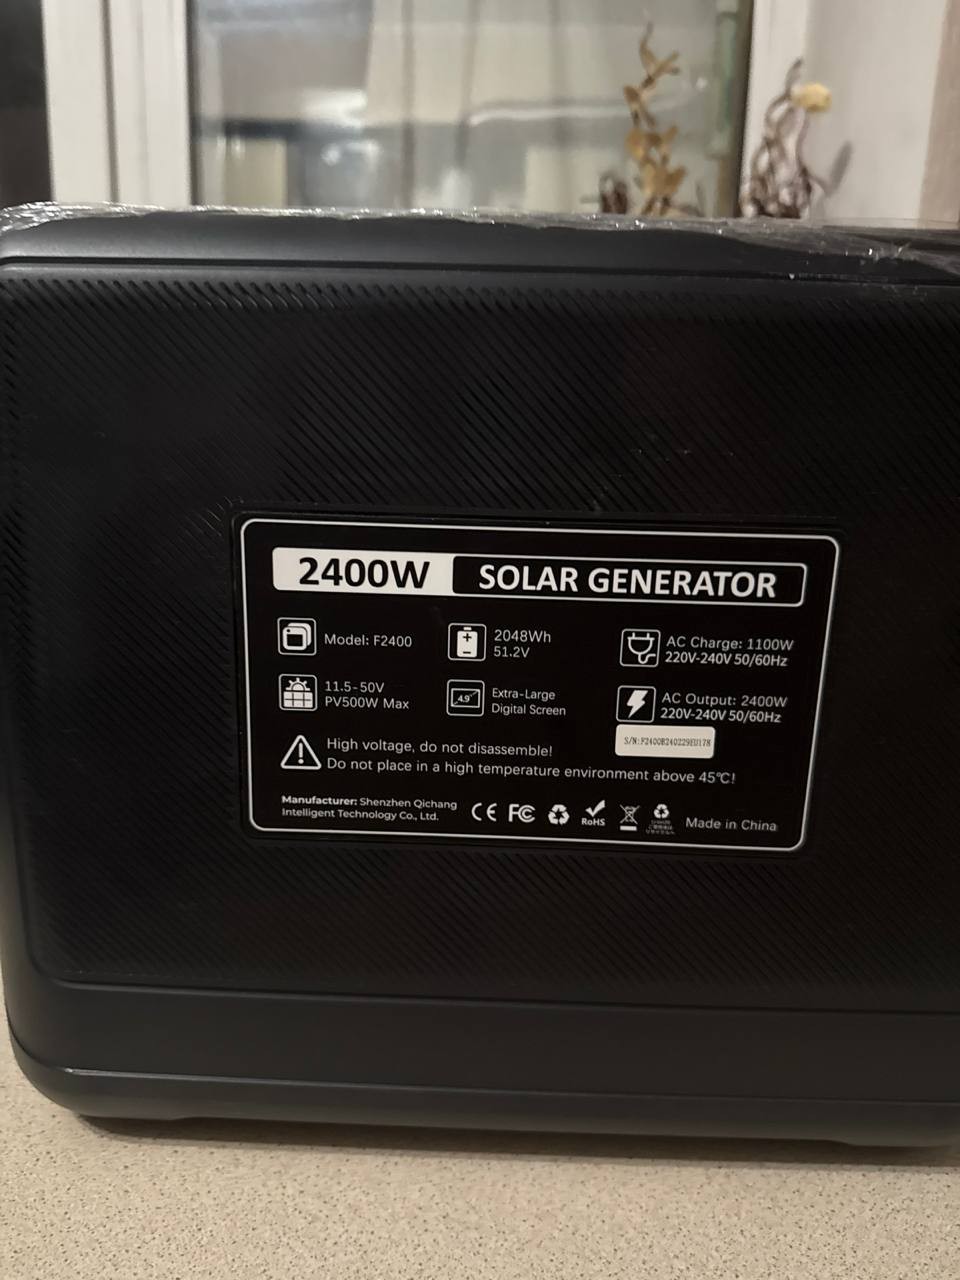 2400W SOLAR GENERATOR
Model: F2400
2048Wh
51.2V
AC Charge: 1100W
220V-240V 50/60Hz
11.5-50V
PV500W Max
4.9"
Extra-Large
Digital Screen
AC Output: 2400W
220V-240V 50/60Hz
S/N:F2400B240229EU178
High voltage, do not disassemble!
Do not place in a high temperature environment above 45℃!
Manufacturer: Shenzhen Qichang
Intelligent Technology Co., Ltd.
CE FC
RoHS
Made in China